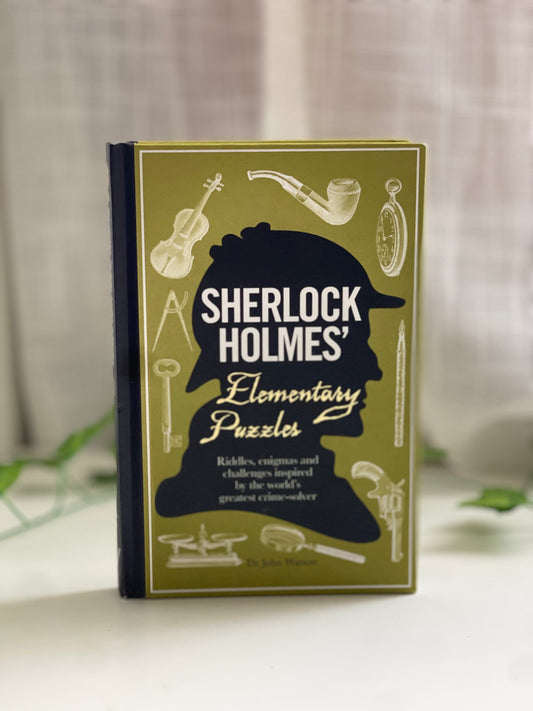 SHERLOCK
HOLMES'
Elementary
Puzzles
Riddles, enigmas and
challenges inspired
by the world's
greatest crime-solver
Dr John Watson